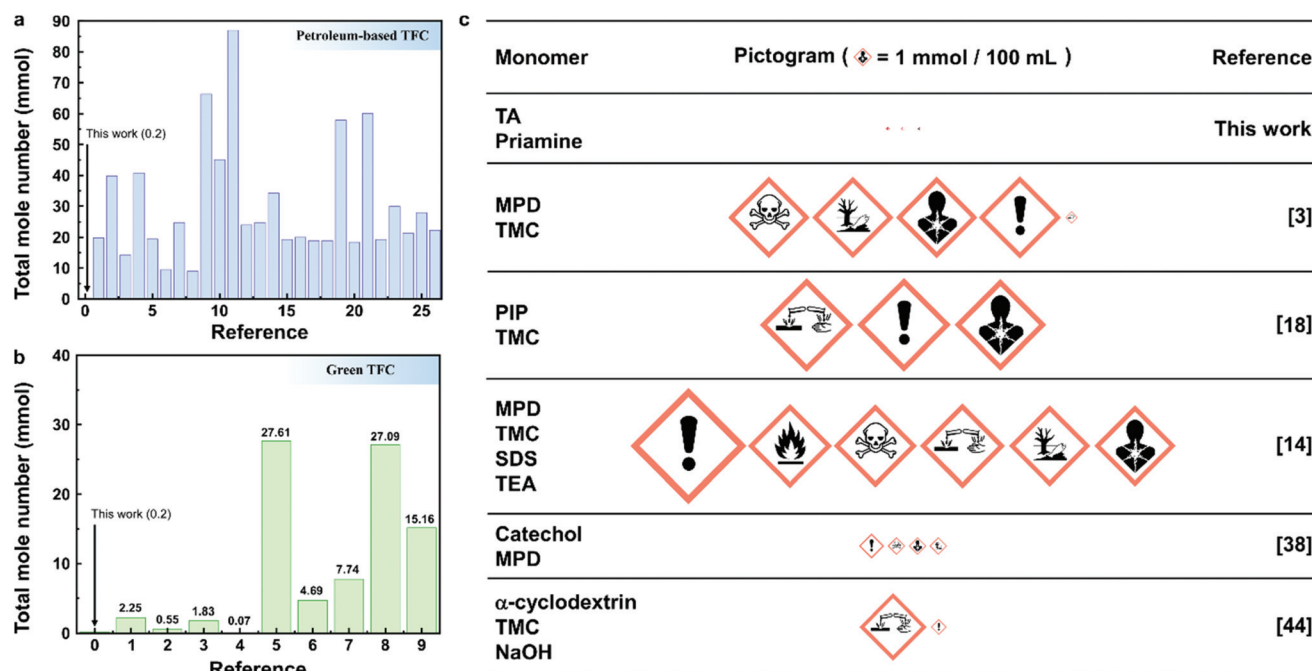 a
Petroleum-based TFC
Total mole number (mmol)
90
80
70
60
50
40
30
20
10
0
This work (0.2)
0 5 10 15 20 25
Reference
b
Green TFC
Total mole number (mmol)
40
30
20
10
0
This work (0.2)
2.25
0.55
1.83
0.07
27.61
4.69
7.74
27.09
15.16
0 1 2 3 4 5 6 7 8 9
Reference
c
Monomer Pictogram ( = 1 mmol / 100 mL ) Reference
TA
Priamine
This work
MPD
TMC
[3]
PIP
TMC
[18]
MPD
TMC
SDS
TEA
[14]
Catechol
MPD
[38]
α-cyclodextrin
TMC
NaOH
[44]